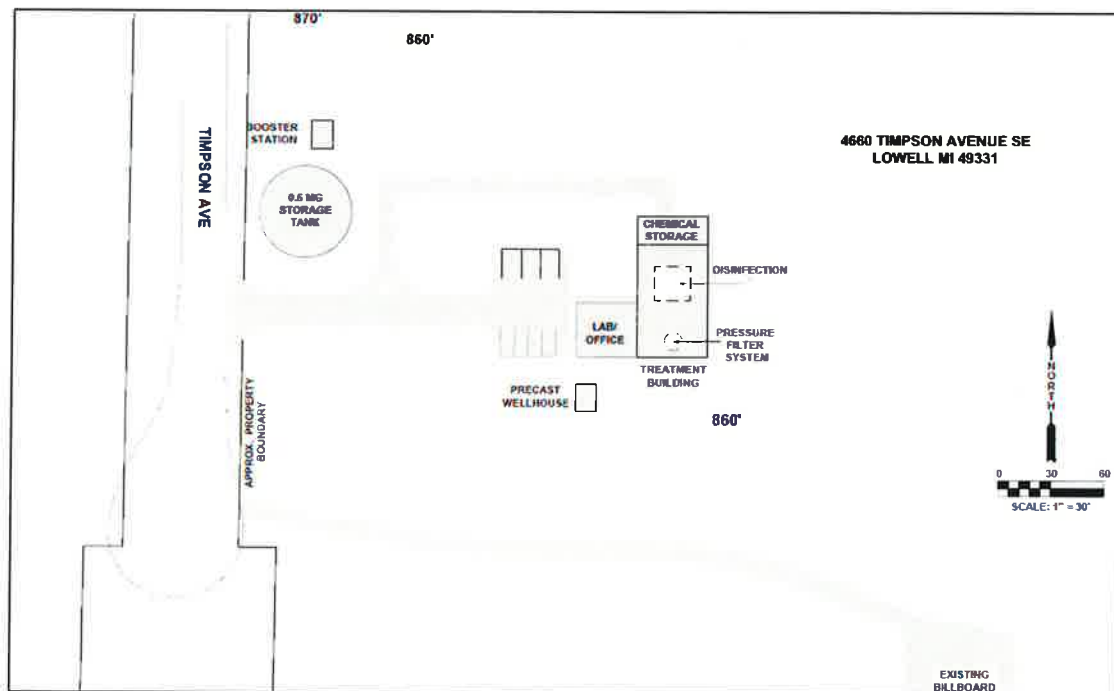 870'
860'
4660 TIMPSON AVENUE SE
LOWELL MI 49331
TIMPSON AVE
BOOSTER
STATION
0.5 MG
STORAGE
TANK
CHEMICAL
STORAGE
DISINFECTION
LAB/
OFFICE
PRESSURE
FILTER
SYSTEM
TREATMENT
BUILDING
PRECAST
WELLHOUSE
860'
APPROX. PROPERTY
BOUNDARY
NORTH
0 30 60
SCALE: 1" = 30'
EXISTING
BILLBOARD